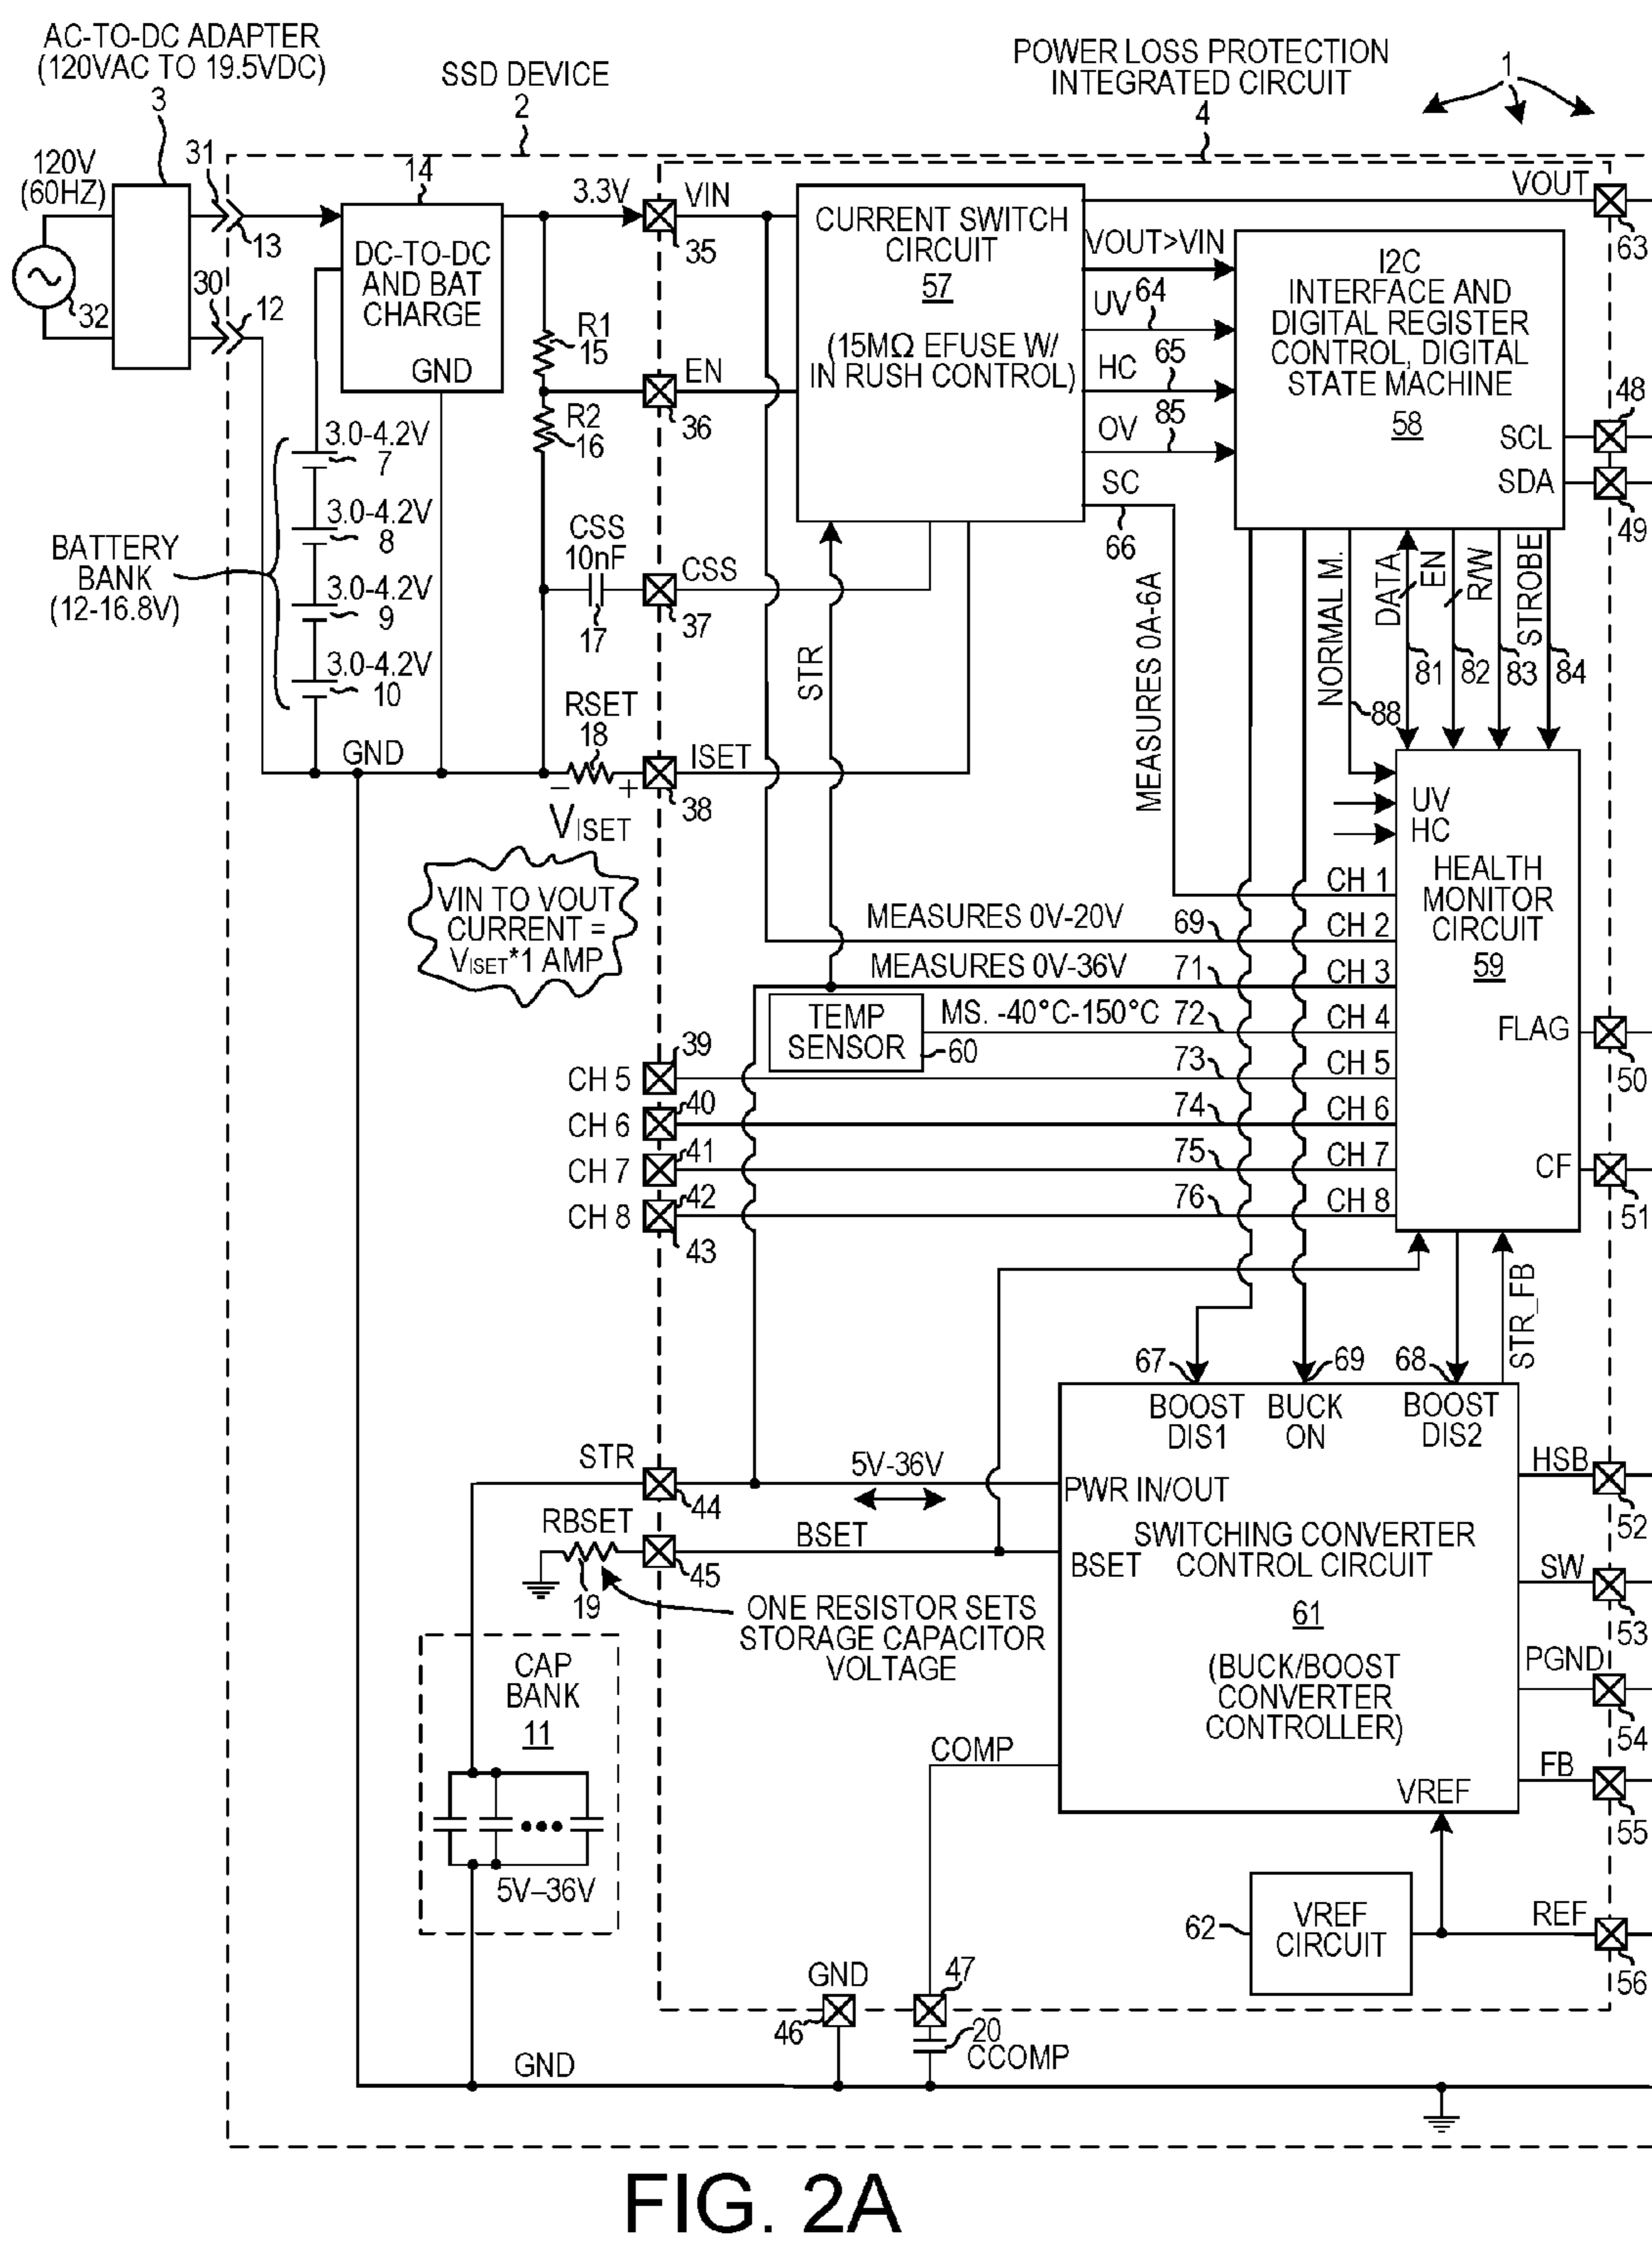 AC-TO-DC ADAPTER
(120VAC TO 19.5VDC)
3
SSD DEVICE
2
POWER LOSS PROTECTION
INTEGRATED CIRCUIT
4
1
120V
(60HZ)
31
13
30
12
32
14
DC-TO-DC
AND BAT
CHARGE
GND
3.3V
VIN
35
R1
15
EN
36
R2
16
CSS
10nF
17
CSS
37
RSET
18
ISET
38
– +
VISET
GND
3.0-4.2V
7
3.0-4.2V
8
3.0-4.2V
9
3.0-4.2V
10
BATTERY
BANK
(12-16.8V)
VIN TO VOUT
CURRENT =
VISET*1 AMP
CURRENT SWITCH
CIRCUIT
57
(15MΩ EFUSE W/
IN RUSH CONTROL)
VOUT
63
VOUT>VIN
UV 64
HC 65
OV 85
SC
66
I2C
INTERFACE AND
DIGITAL REGISTER
CONTROL, DIGITAL
STATE MACHINE
58
SCL
48
SDA
49
STR
MEASURES 0A-6A
NORMAL M.
DATA
EN
R/W
STROBE
88
81
82
83
84
UV
HC
HEALTH
MONITOR
CIRCUIT
59
CH 1
MEASURES 0V-20V 69 CH 2
MEASURES 0V-36V 71 CH 3
TEMP
SENSOR
60
MS. -40°C-150°C 72 CH 4
CH 5 39 73 CH 5
CH 6 40 74 CH 6
CH 7 41 75 CH 7
CH 8 42 76 CH 8
43
FLAG
50
CF
51
STR_FB
67
69
68
BOOST
DIS1
BUCK
ON
BOOST
DIS2
STR
44
5V-36V
PWR IN/OUT
RBSET
19
45
BSET
BSET
SWITCHING CONVERTER
CONTROL CIRCUIT
61
(BUCK/BOOST
CONVERTER
CONTROLLER)
VREF
ONE RESISTOR SETS
STORAGE CAPACITOR
VOLTAGE
HSB
52
SW
53
PGND
54
FB
55
CAP
BANK
11
5V–36V
COMP
62
VREF
CIRCUIT
REF
56
GND
46
47
20
CCOMP
GND
FIG. 2A